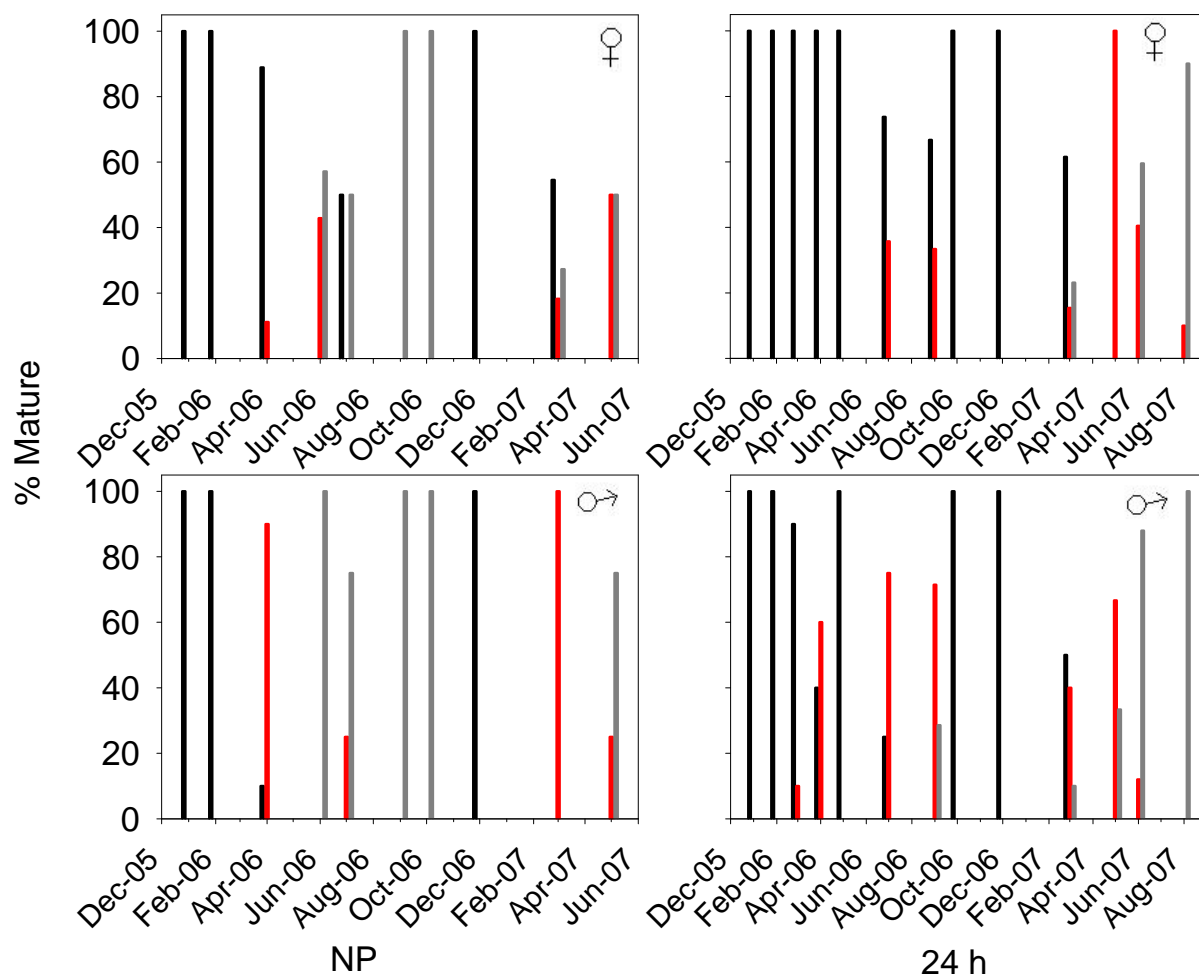 % Mature
100
80
60
40
20
0
♀
Dec-05
Feb-06
Apr-06
Jun-06
Aug-06
Oct-06
Dec-06
Feb-07
Apr-07
Jun-07
♀
Dec-05
Feb-06
Apr-06
Jun-06
Aug-06
Oct-06
Dec-06
Feb-07
Apr-07
Jun-07
Aug-07
100
80
60
40
20
0
♂
Dec-05
Feb-06
Apr-06
Jun-06
Aug-06
Oct-06
Dec-06
Feb-07
Apr-07
Jun-07
♂
Dec-05
Feb-06
Apr-06
Jun-06
Aug-06
Oct-06
Dec-06
Feb-07
Apr-07
Jun-07
Aug-07
NP
24 h